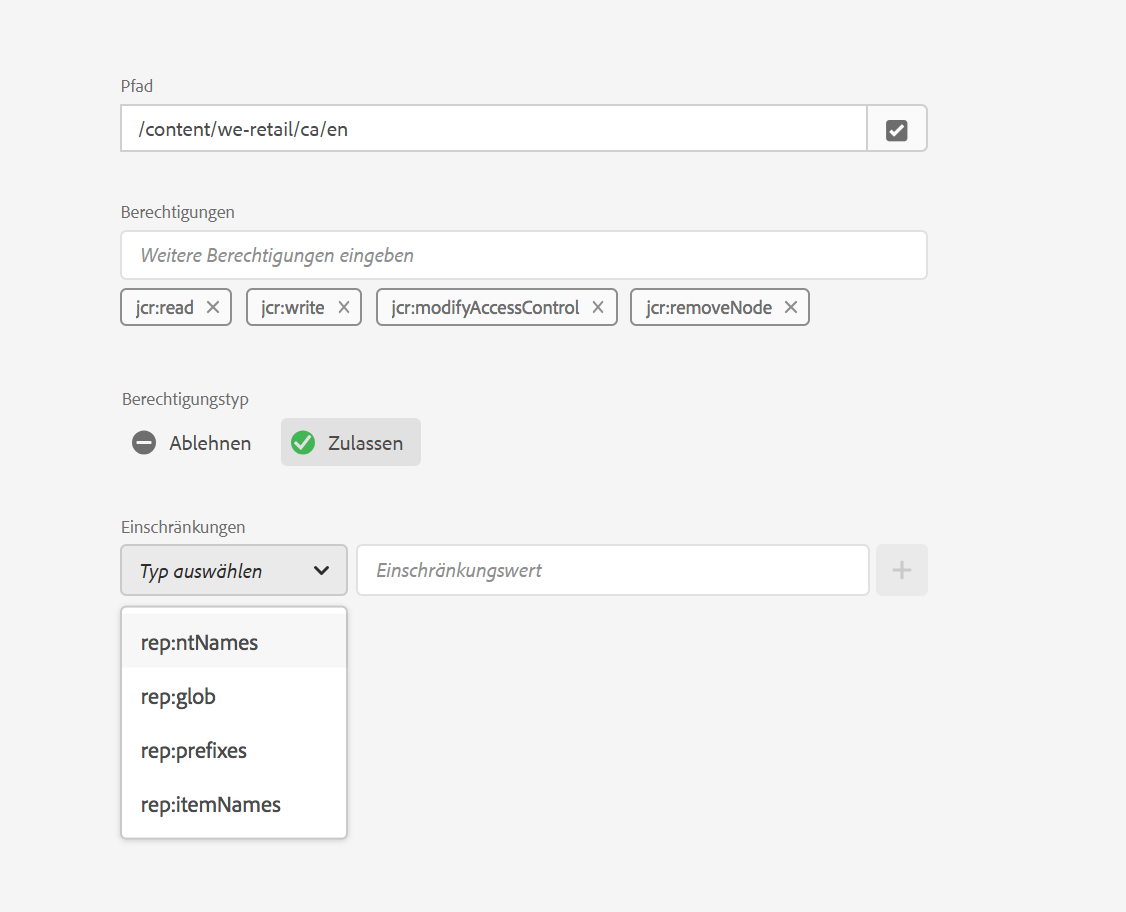 Pfad
/content/we-retail/ca/en
Berechtigungen
Weitere Berechtigungen eingeben
jcr:read jcr:write jcr:modifyAccessControl jcr:removeNode
Berechtigungstyp
Ablehnen Zulassen
Einschränkungen
Typ auswählen Einschränkungswert
rep:ntNames
rep:glob
rep:prefixes
rep:itemNames